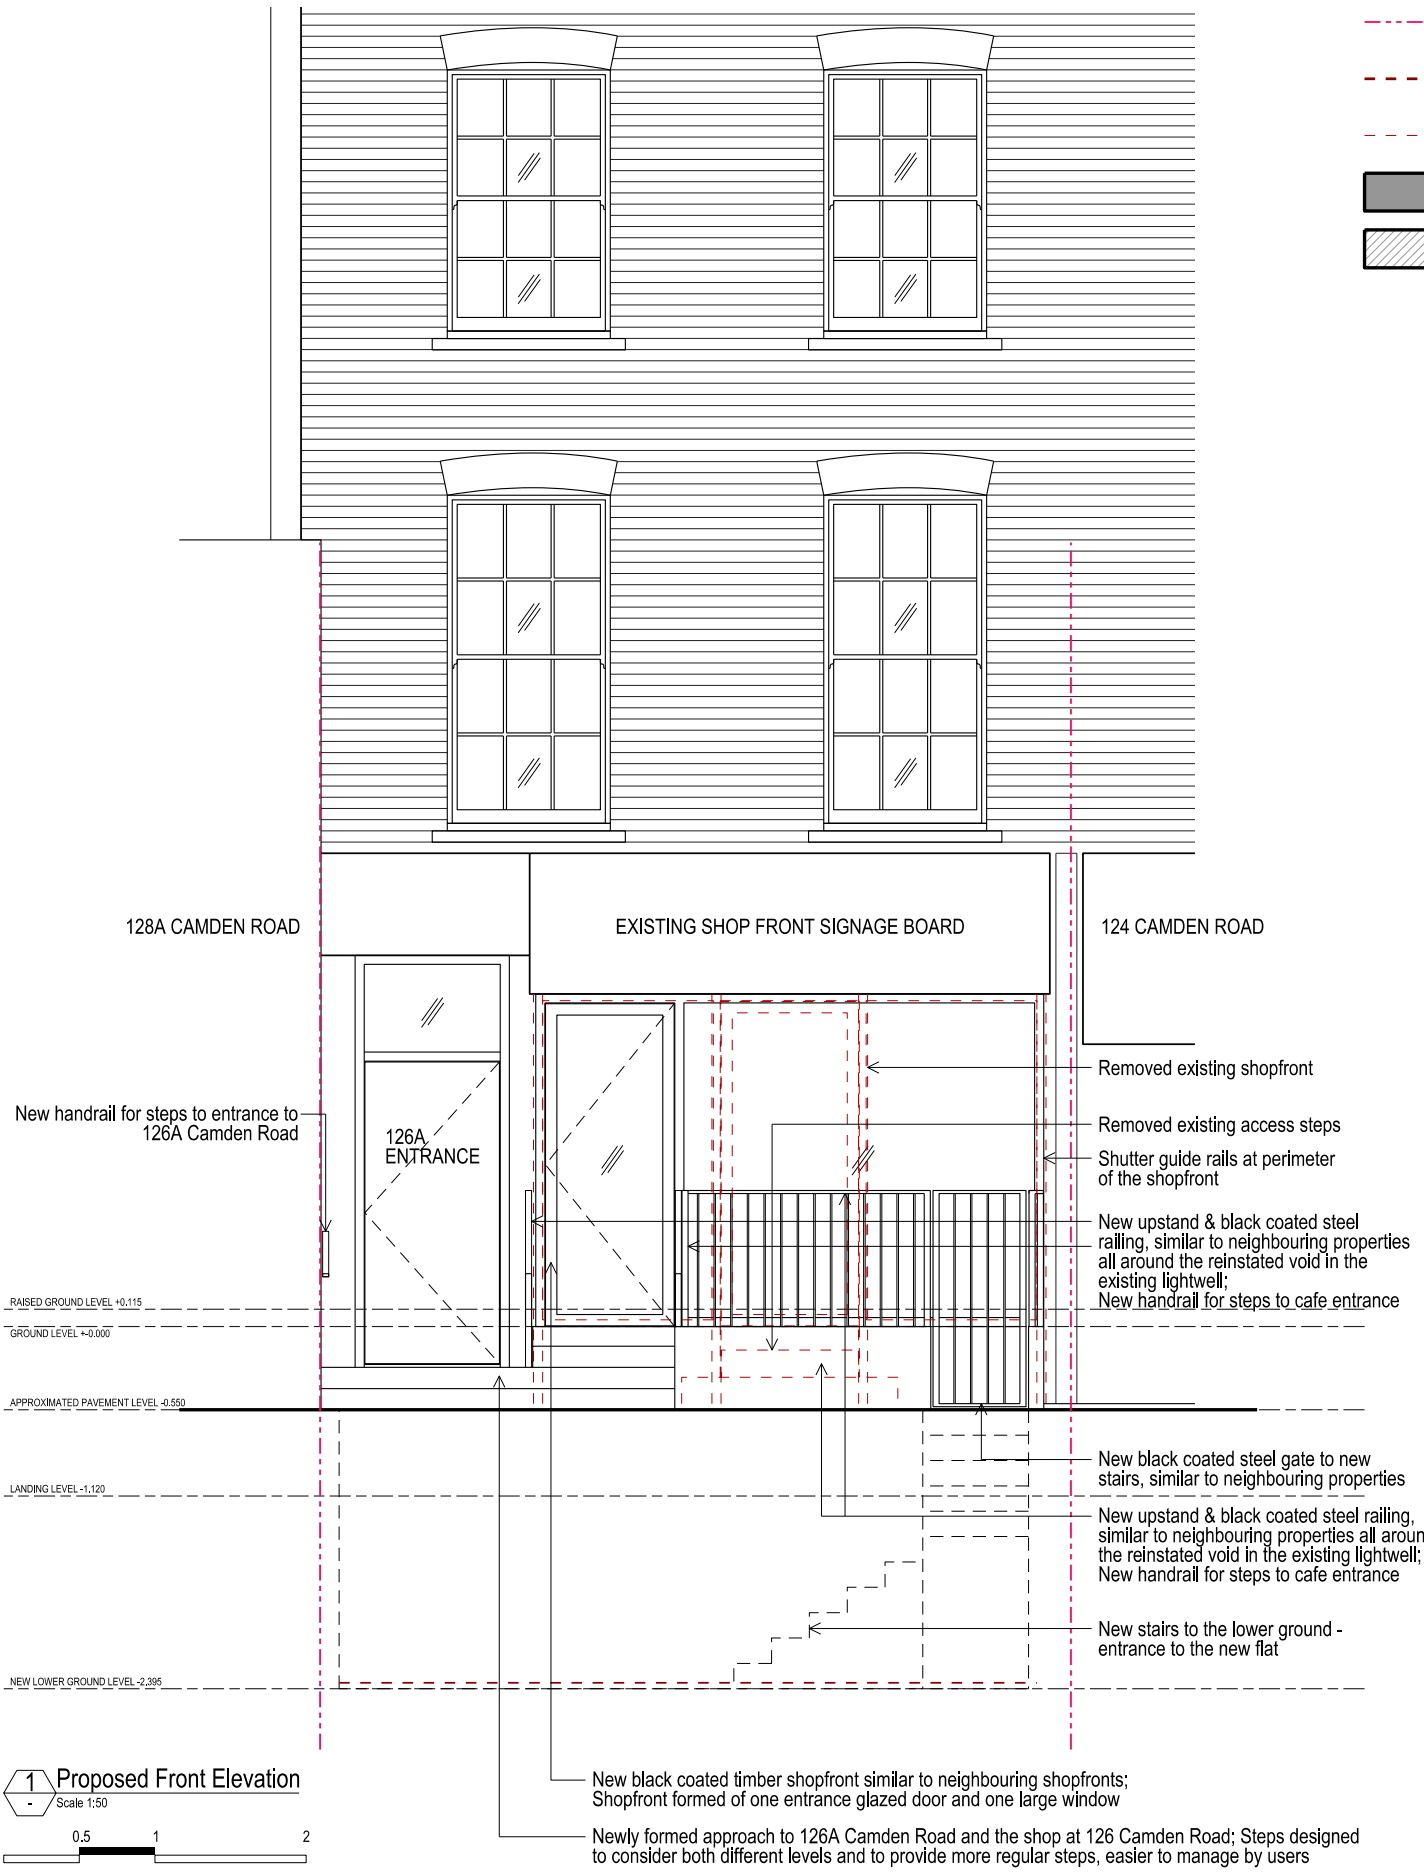 128A CAMDEN ROAD
EXISTING SHOP FRONT SIGNAGE BOARD
124 CAMDEN ROAD
Removed existing shopfront
New handrail for steps to entrance to
126A Camden Road
126A
ENTRANCE
Removed existing access steps
Shutter guide rails at perimeter
of the shopfront
New upstand & black coated steel
railing, similar to neighbouring properties
all around the reinstated void in the
existing lightwell;
New handrail for steps to cafe entrance
RAISED GROUND LEVEL +0.115
GROUND LEVEL +-0.000
APPROXIMATED PAVEMENT LEVEL -0.550
New black coated steel gate to new
stairs, similar to neighbouring properties
LANDING LEVEL -1.120
New upstand & black coated steel railing,
similar to neighbouring properties all aroun
the reinstated void in the existing lightwell;
New handrail for steps to cafe entrance
New stairs to the lower ground -
entrance to the new flat
NEW LOWER GROUND LEVEL -2.395
1
-
Proposed Front Elevation
Scale 1:50
0.5 1 2
New black coated timber shopfront similar to neighbouring shopfronts;
Shopfront formed of one entrance glazed door and one large window
Newly formed approach to 126A Camden Road and the shop at 126 Camden Road; Steps designed
to consider both different levels and to provide more regular steps, easier to manage by users